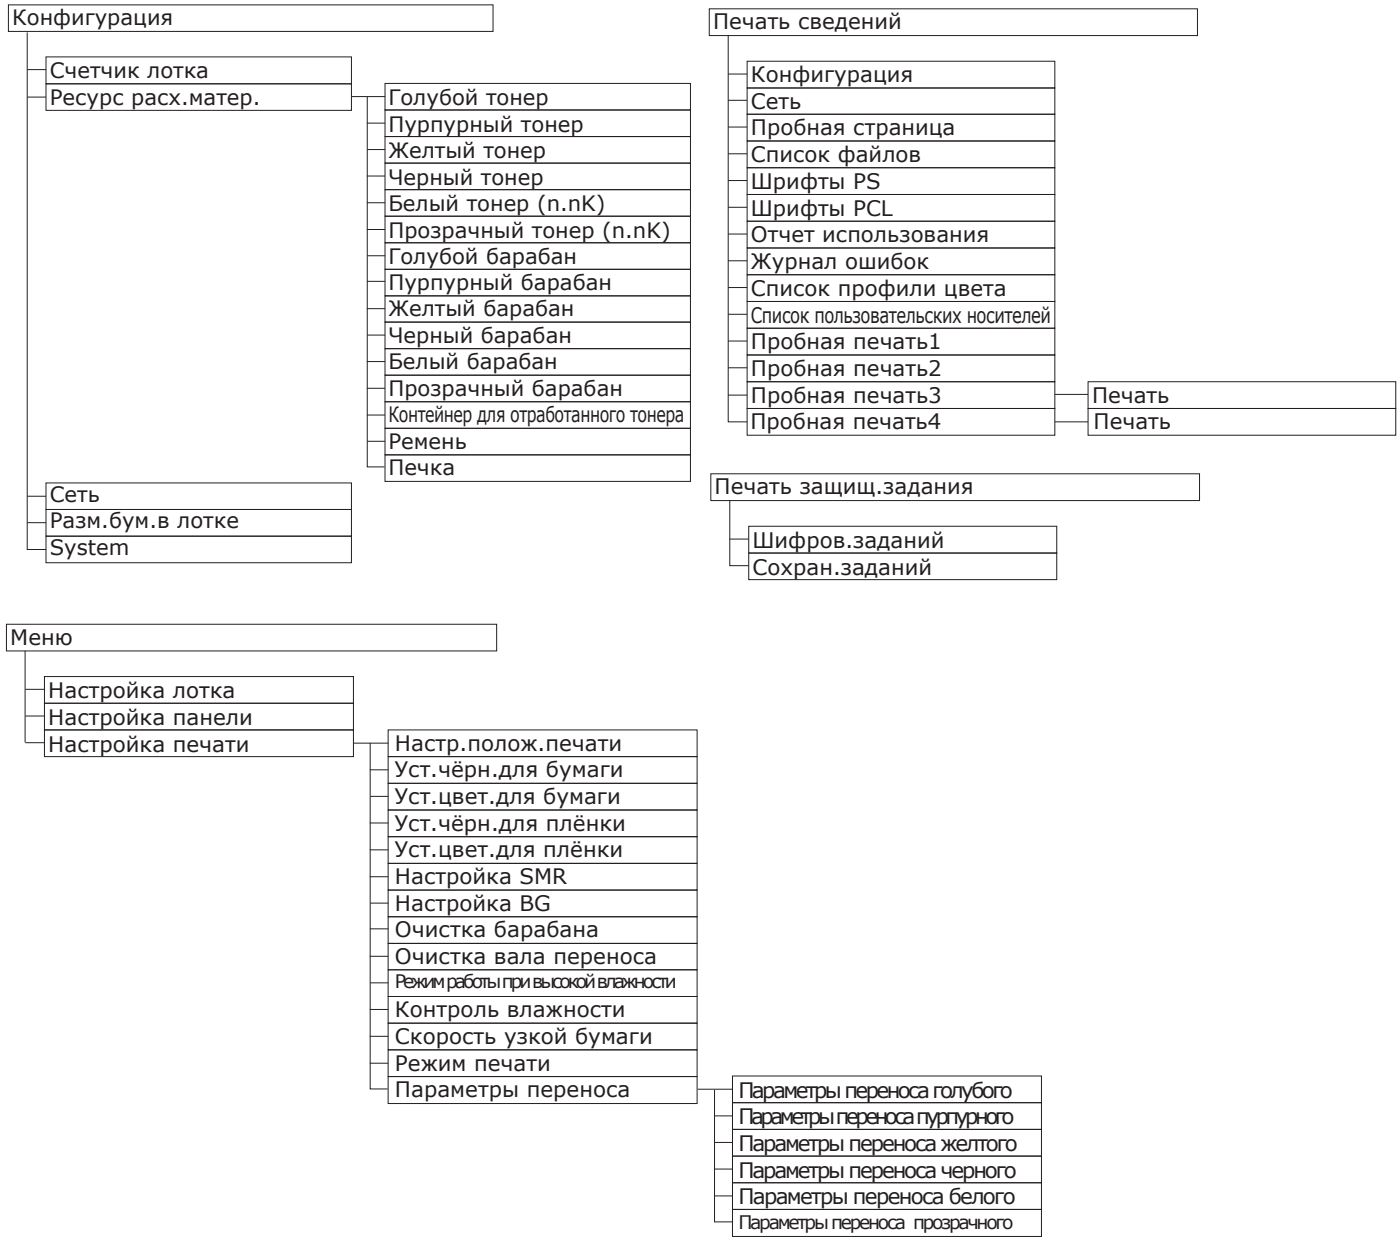 Конфигурация
Счетчик лотка
Ресурс расх.матер.
Голубой тонер
Пурпурный тонер
Желтый тонер
Черный тонер
Белый тонер (n.nK)
Прозрачный тонер (n.nK)
Голубой барабан
Пурпурный барабан
Желтый барабан
Черный барабан
Белый барабан
Прозрачный барабан
Контейнер для отработанного тонера
Ремень
Печка
Сеть
Разм.бум.в лотке
System
Печать сведений
Конфигурация
Сеть
Пробная страница
Список файлов
Шрифты PS
Шрифты PCL
Отчет использования
Журнал ошибок
Список профили цвета
Список пользовательских носителей
Пробная печать1
Пробная печать2
Пробная печать3
Печать
Пробная печать4
Печать
Печать защищ.задания
Шифров.заданий
Сохран.заданий
Меню
Настройка лотка
Настройка панели
Настройка печати
Настр.полож.печати
Уст.чёрн.для бумаги
Уст.цвет.для бумаги
Уст.чёрн.для плёнки
Уст.цвет.для плёнки
Настройка SMR
Настройка BG
Очистка барабана
Очистка вала переноса
Режим работы при высокой влажности
Контроль влажности
Скорость узкой бумаги
Режим печати
Параметры переноса
Параметры переноса голубого
Параметры переноса пурпурного
Параметры переноса желтого
Параметры переноса черного
Параметры переноса белого
Параметры переноса прозрачного